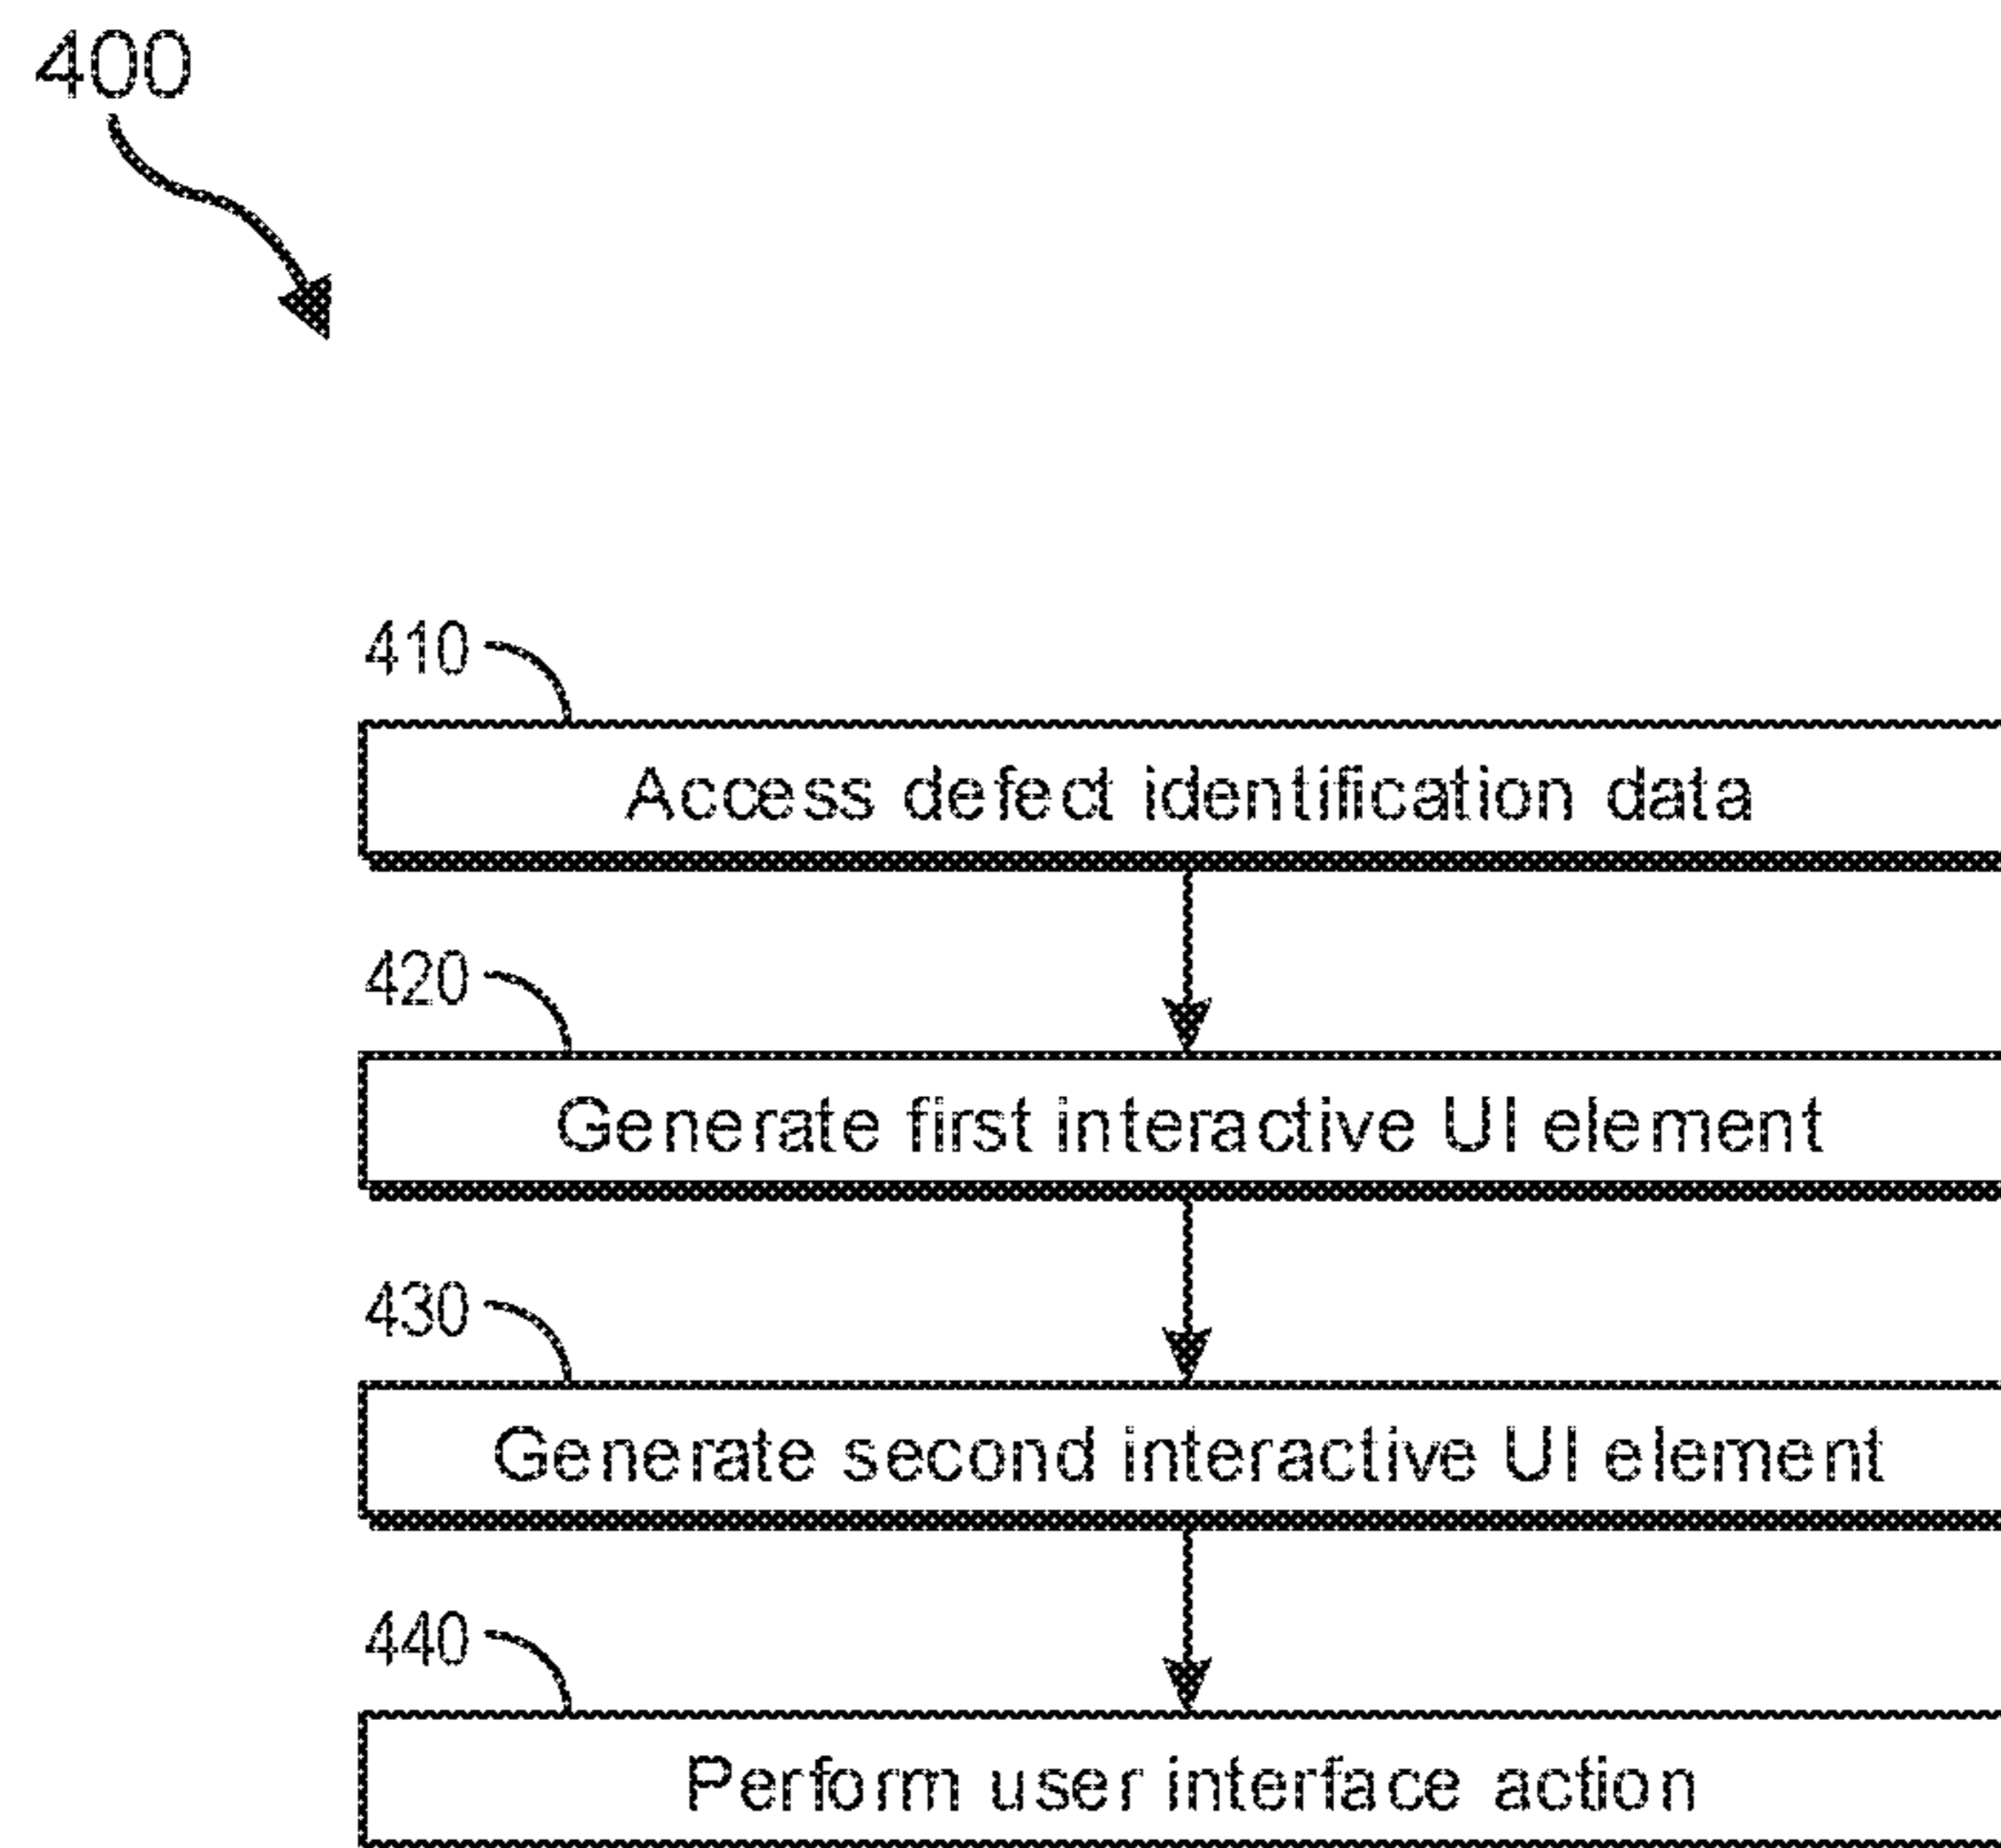 400
410
Access defect identification data
420
Generate first interactive UI element
430
Generate second interactive UI element
440
Perform user interface action